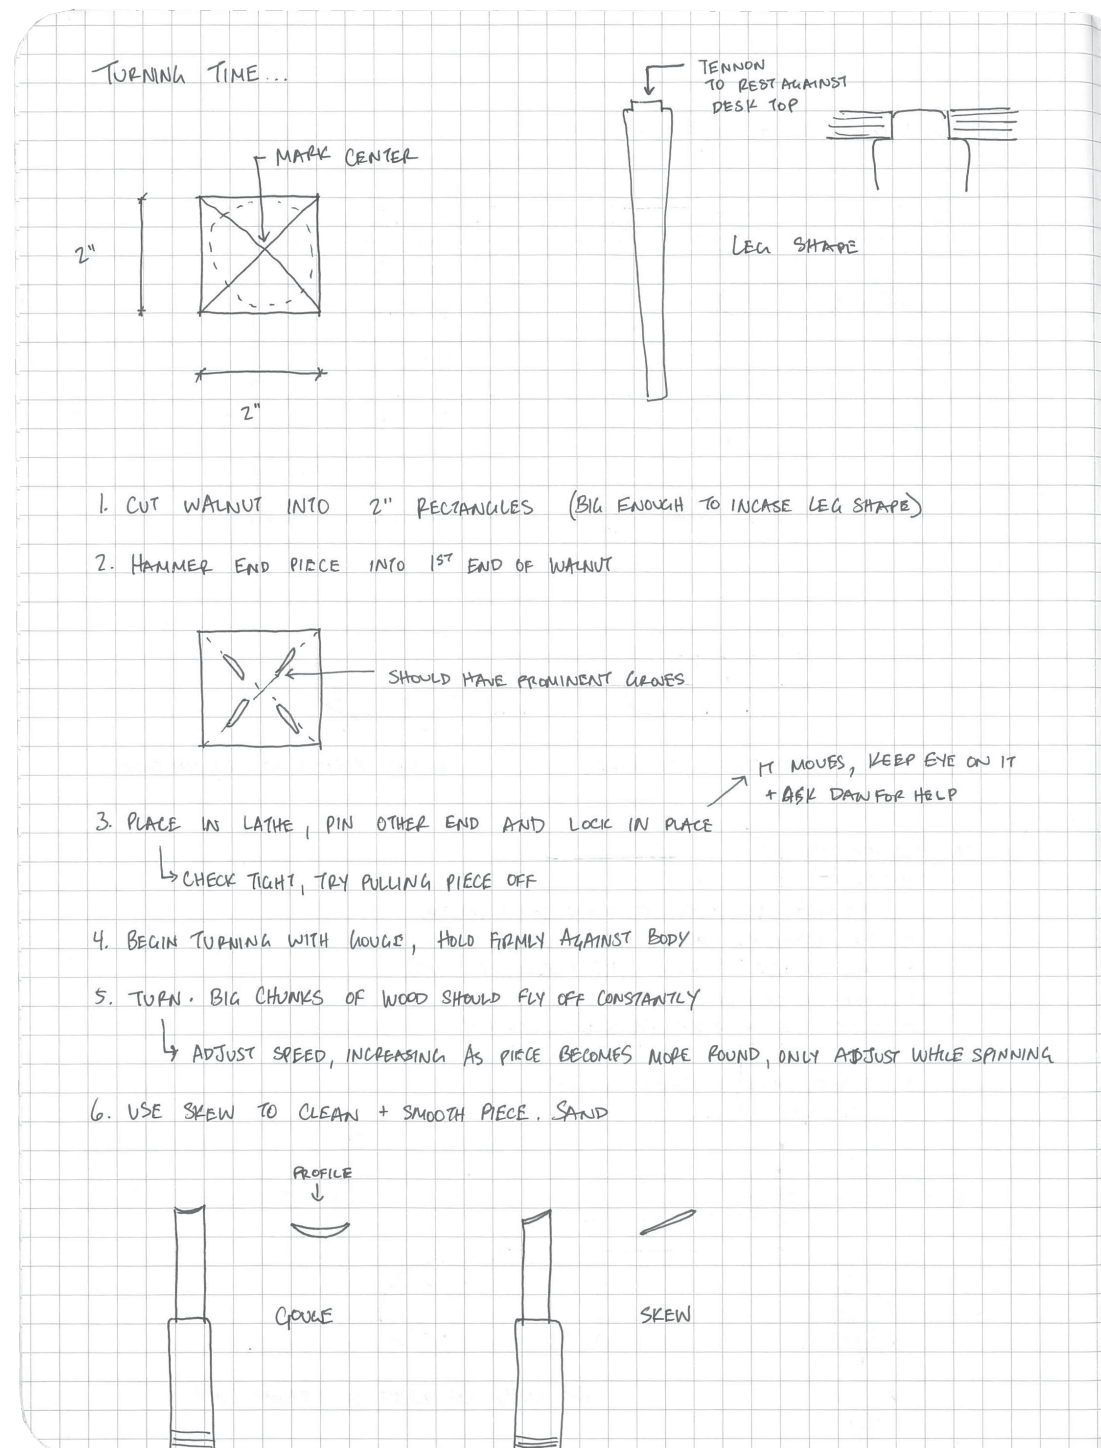 TURNING TIME...
TENNON
TO REST AGAINST
DESK TOP
MARK CENTER
2"
LEG SHAPE
2"
1. CUT WALNUT INTO 2" RECTANGLES (BIG ENOUGH TO INCASE LEG SHAPE)
2. HAMMER END PIECE INTO 1ST END OF WALNUT
SHOULD HAVE PROMINENT GROVES
IT MOVES, KEEP EYE ON IT
+ ASK DAN FOR HELP
3. PLACE IN LATHE, PIN OTHER END AND LOCK IN PLACE
CHECK TIGHT, TRY PULLING PIECE OFF
4. BEGIN TURNING WITH GOUGE, HOLD FIRMLY AGAINST BODY
5. TURN. BIG CHUNKS OF WOOD SHOULD FLY OFF CONSTANTLY
ADJUST SPEED, INCREASING AS PIECE BECOMES MORE ROUND, ONLY ADJUST WHILE SPINNING
6. USE SKEW TO CLEAN + SMOOTH PIECE. SAND
PROFILE
GOUGE
SKEW